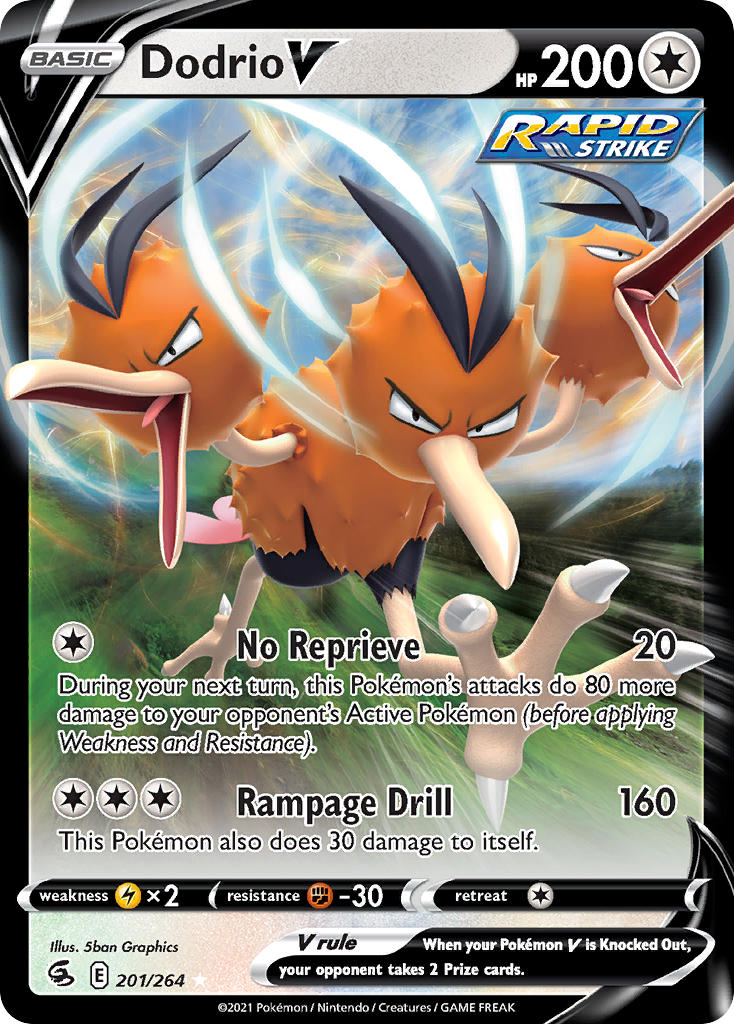 BASIC
Dodrio V
HP 200
RAPID
STRIKE
No Reprieve 20
During your next turn, this Pokémon's attacks do 80 more
damage to your opponent's Active Pokémon (before applying
Weakness and Resistance).
Rampage Drill 160
This Pokémon also does 30 damage to itself.
weakness ×2 resistance -30 retreat
Illus. 5ban Graphics
V rule When your Pokémon V is Knocked Out,
your opponent takes 2 Prize cards.
E 201/264
©2021 Pokémon / Nintendo / Creatures / GAME FREAK